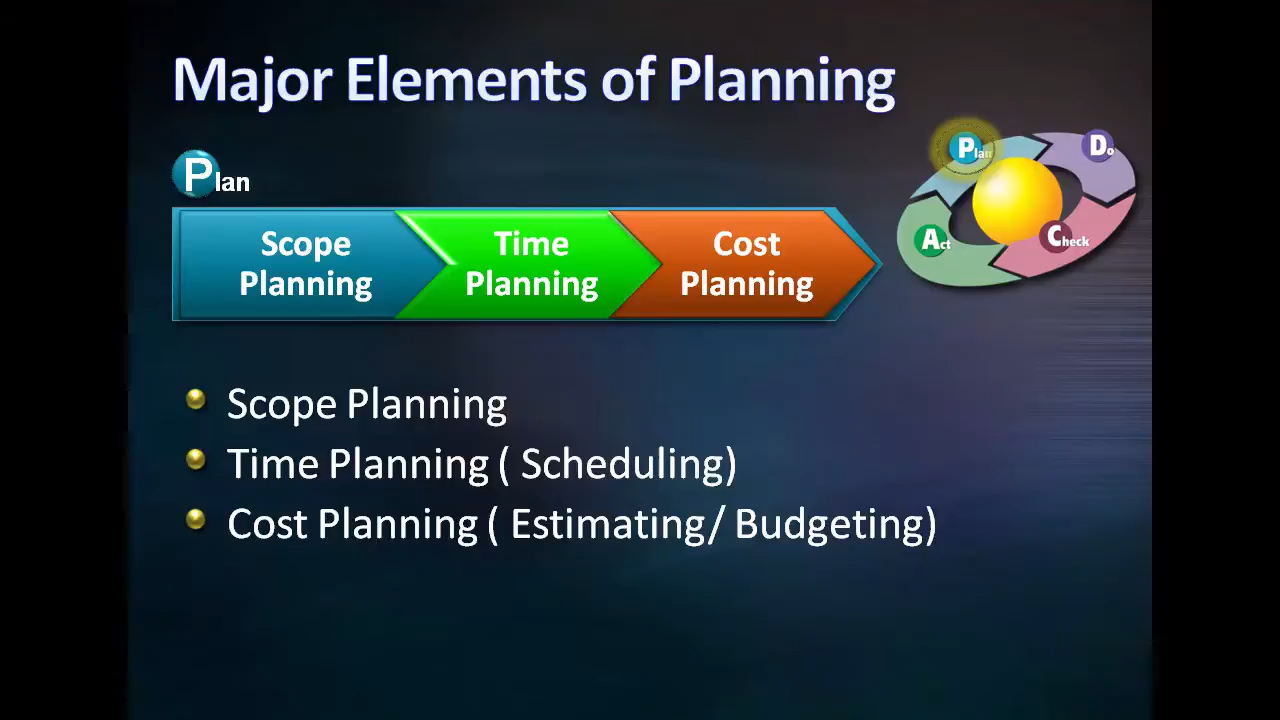 Major Elements of Planning
Plan
Scope
Planning
Time
Planning
Cost
Planning
Plan
Do
Act
Check
Scope Planning
Time Planning ( Scheduling)
Cost Planning ( Estimating/ Budgeting)